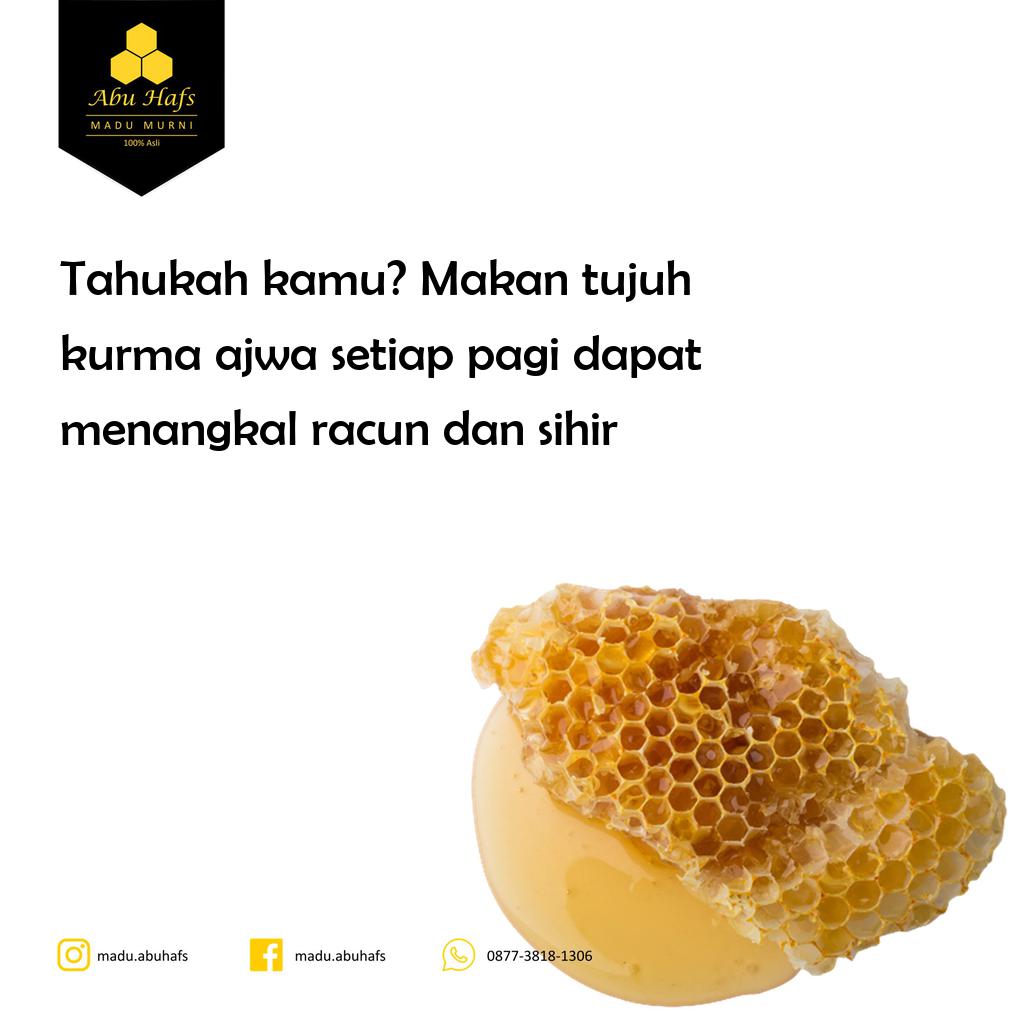 Abu Hafs
MADU MURNI
100% Asli
Tahukah kamu? Makan tujuh
kurma ajwa setiap pagi dapat
menangkal racun dan sihir
madu.abuhafs
madu.abuhafs
0877-3818-1306